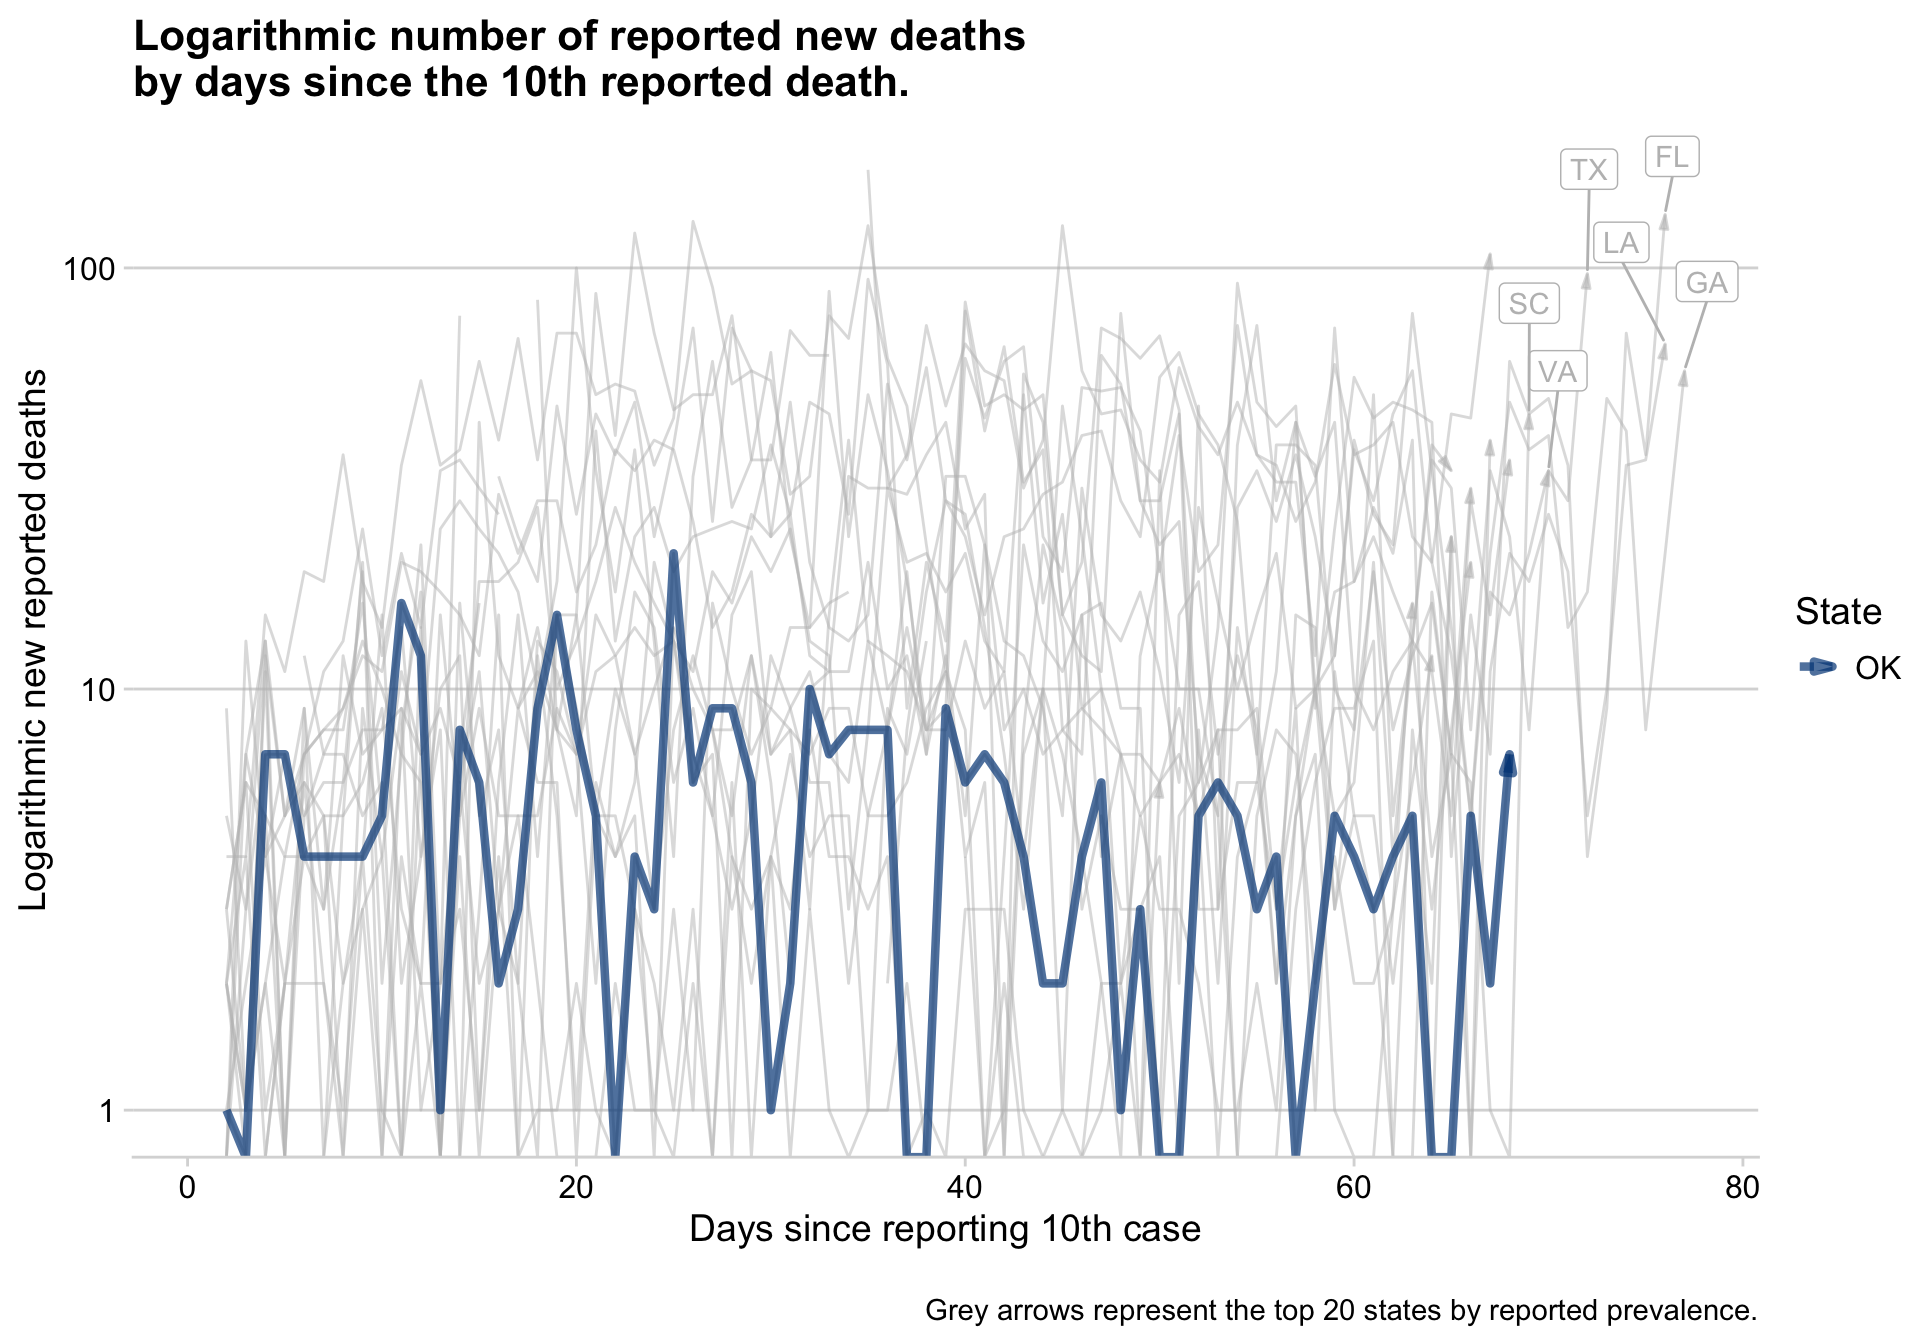 Logarithmic number of reported new deaths
by days since the 10th reported death.
TX
FL
LA
GA
SC
VA
100
10
1
Logarithmic new reported deaths
State
OK
0 20 40 60 80
Days since reporting 10th case
Grey arrows represent the top 20 states by reported prevalence.